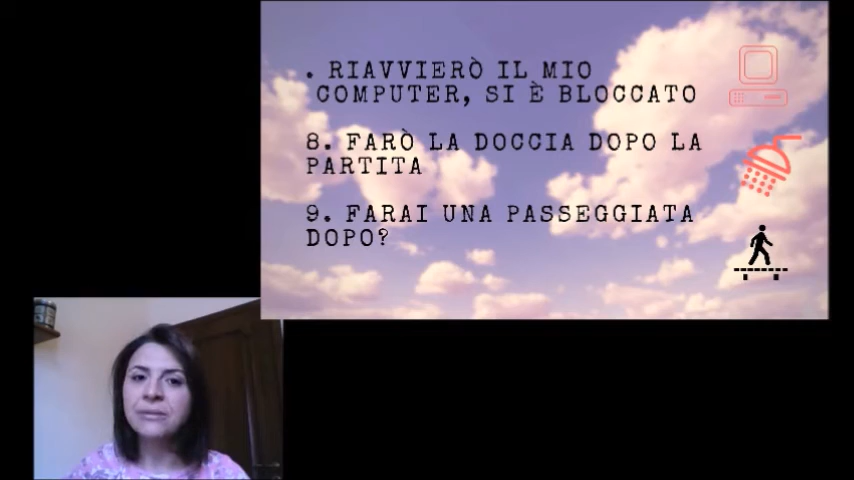 . RIAVVIERÒ IL MIO
COMPUTER, SI È BLOCCATO
8. FARÒ LA DOCCIA DOPO LA
PARTITA
9. FARAI UNA PASSEGGIATA
DOPO?